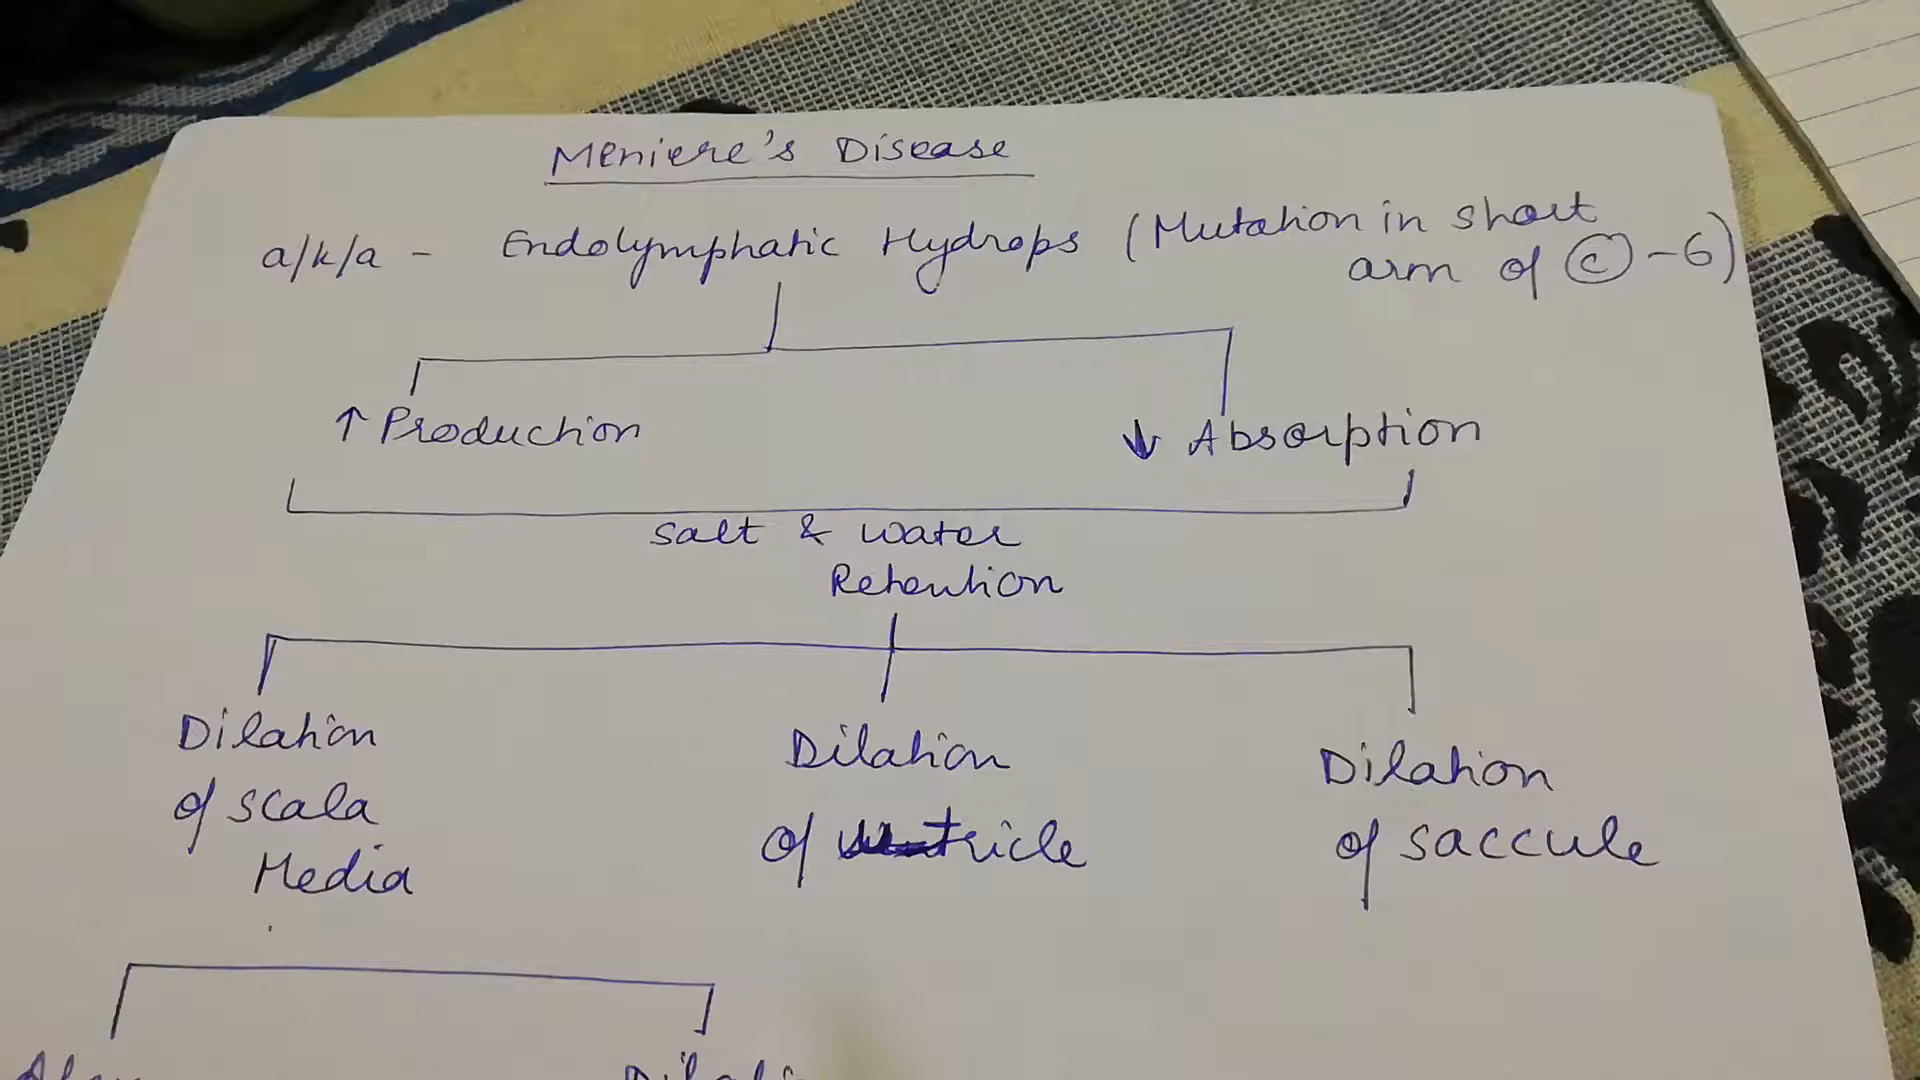 Meniere's Disease
a/k/a - Endolymphatic Hydrops (Mutation in short
arm of ©-6)
↑ Production
↓ Absorption
Salt & Water
Retention
Dilation
of scala
Media
Dilation
of utricle
Dilation
of saccule